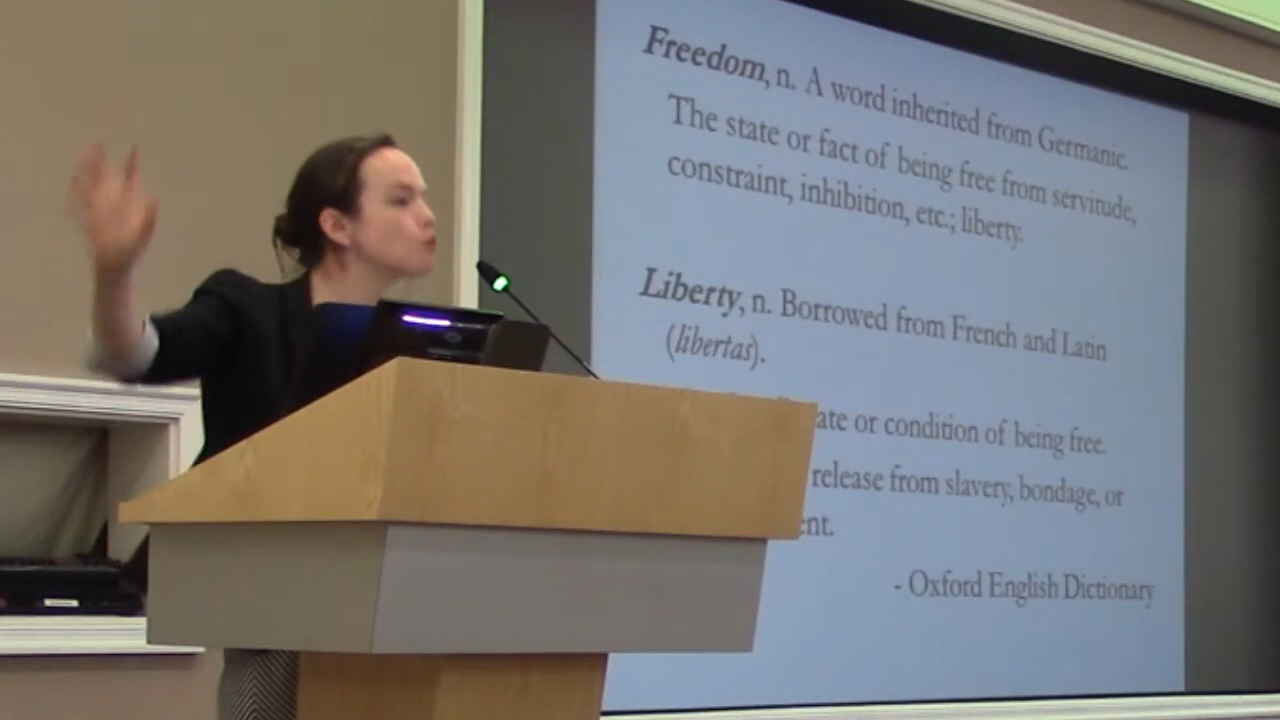 Freedom, n. A word inherited from Germanic.
The state or fact of being free from servitude,
constraint, inhibition, etc.; liberty.
Liberty, n. Borrowed from French and Latin
(libertas).
or condition of being free.
release from slavery, bondage, or
- Oxford English Dictionary